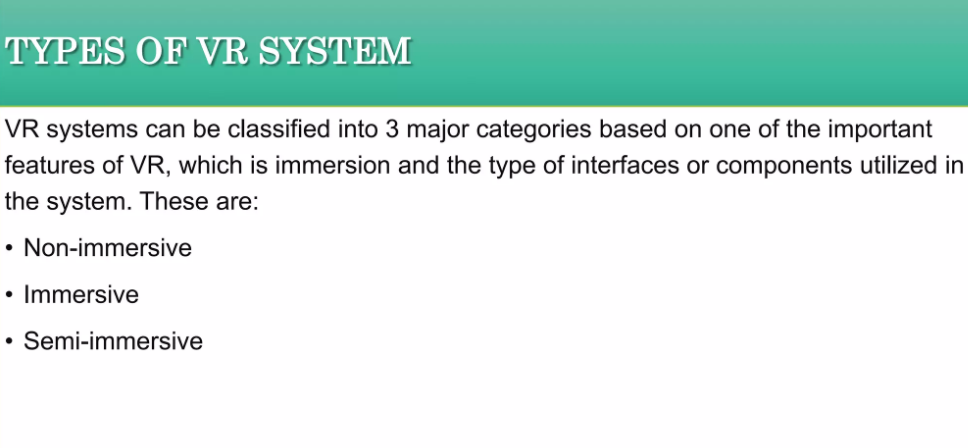 TYPES OF VR SYSTEM
VR systems can be classified into 3 major categories based on one of the important
features of VR, which is immersion and the type of interfaces or components utilized in
the system. These are:
• Non-immersive
• Immersive
• Semi-immersive